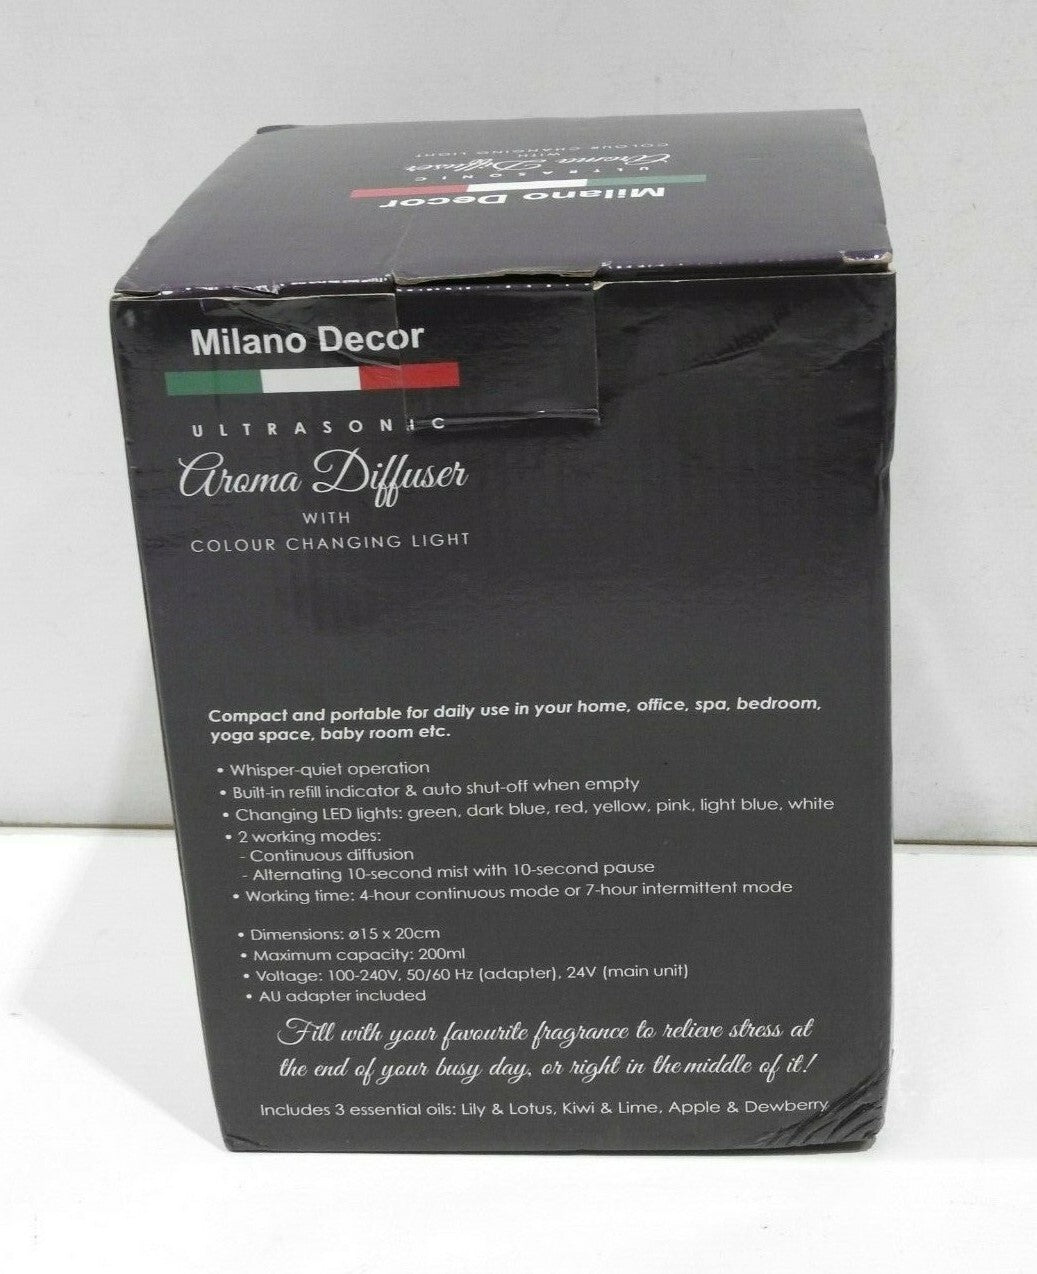 COLOUR CHANGING LIGHT
WITH
Aroma Diffuser
ULTRASONIC
Milano Decor
Milano Decor
ULTRASONIC
Aroma Diffuser
WITH
COLOUR CHANGING LIGHT
Compact and portable for daily use in your home, office, spa, bedroom,
yoga space, baby room etc.
• Whisper-quiet operation
• Built-in refill indicator & auto shut-off when empty
• Changing LED lights: green, dark blue, red, yellow, pink, light blue, white
• 2 working modes:
- Continuous diffusion
- Alternating 10-second mist with 10-second pause
• Working time: 4-hour continuous mode or 7-hour intermittent mode
• Dimensions: ø15 x 20cm
• Maximum capacity: 200ml
• Voltage: 100-240V, 50/60 Hz (adapter), 24V (main unit)
• AU adapter included
Fill with your favourite fragrance to relieve stress at
the end of your busy day, or right in the middle of it!
Includes 3 essential oils: Lily & Lotus, Kiwi & Lime, Apple & Dewberry